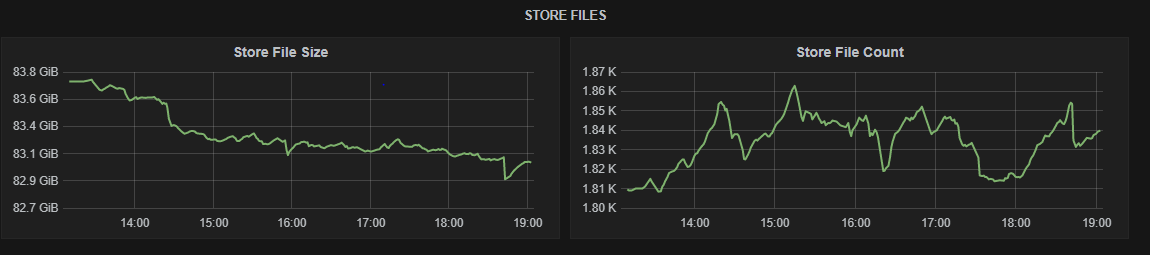 STORE FILES
Store File Size
83.8 GiB
83.6 GiB
83.4 GiB
83.1 GiB
82.9 GiB
82.7 GiB
14:00 15:00 16:00 17:00 18:00 19:00
Store File Count
1.87 K
1.86 K
1.85 K
1.84 K
1.83 K
1.82 K
1.81 K
1.80 K
14:00 15:00 16:00 17:00 18:00 19:00